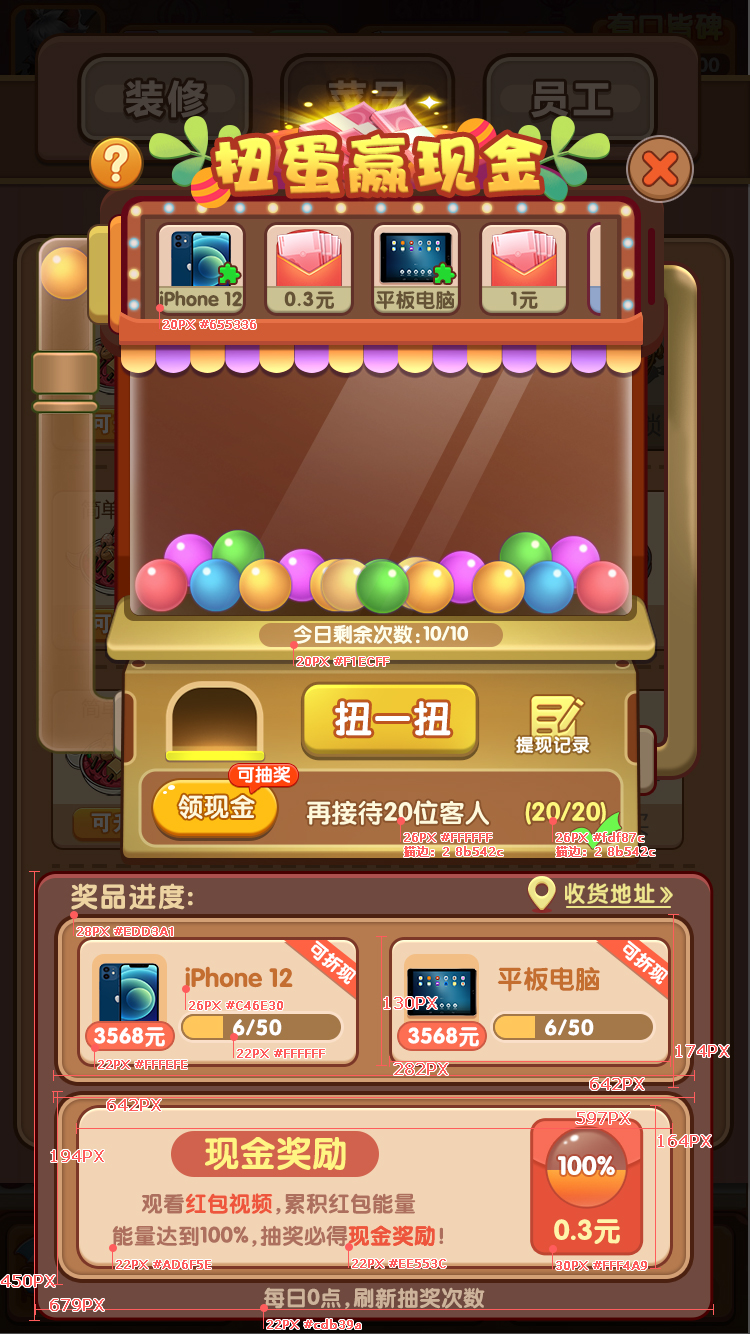 有口皆碑
装修
菜品
员工
扭蛋赢现金
iPhone 12
0.3元
平板电脑
1元
20PX #655336
今日剩余次数:10/10
20PX #F1ECFF
扭一扭
提现记录
可抽奖
领现金
再接待20位客人
(20/20)
26PX #FFFFFF
描边: 2 8b542c
26PX #fdf87c
描边: 2 8b542c
奖品进度:
收货地址》
28PX #EDD3A1
可折现
iPhone 12
26PX #C46E30
3568元
6/50
22PX #FFFEFE
22PX #FFFFFF
可折现
平板电脑
130PX
3568元
6/50
174PX
282PX
642PX
642PX
597PX
164PX
194PX
现金奖励
100%
观看红包视频,累积红包能量
能量达到100%,抽奖必得现金奖励!
0.3元
22PX #AD6F5E
22PX #EE553C
30PX #FFF4A9
450PX
679PX
每日0点,刷新抽奖次数
22PX #cdb39a